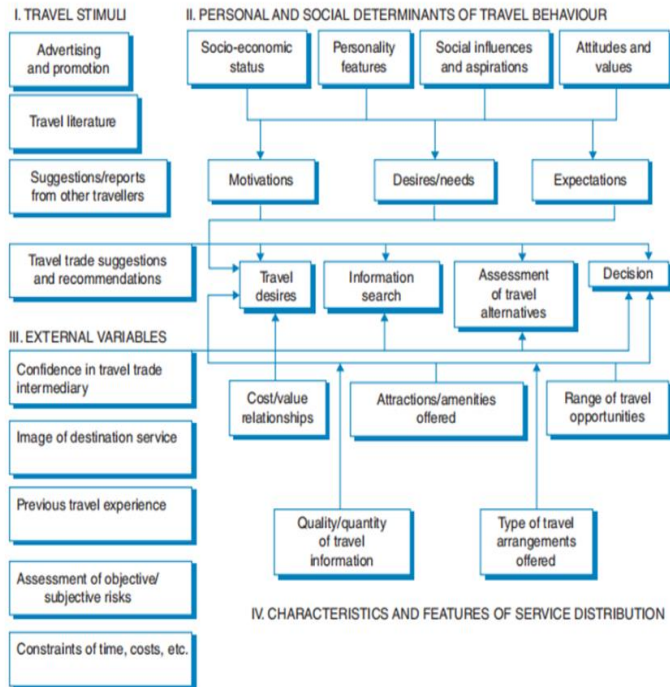 I. TRAVEL STIMULI
Advertising
and promotion
Travel literature
Suggestions/reports
from other travellers
Travel trade suggestions
and recommendations
II. PERSONAL AND SOCIAL DETERMINANTS OF TRAVEL BEHAVIOUR
Socio-economic
status
Personality
features
Social influences
and aspirations
Attitudes and
values
Motivations
Desires/needs
Expectations
Travel
desires
Information
search
Assessment
of travel
alternatives
Decision
III. EXTERNAL VARIABLES
Confidence in travel trade
intermediary
Image of destination service
Previous travel experience
Assessment of objective/
subjective risks
Constraints of time, costs, etc.
Cost/value
relationships
Attractions/amenities
offered
Range of travel
opportunities
Quality/quantity
of travel
information
Type of travel
arrangements
offered
IV. CHARACTERISTICS AND FEATURES OF SERVICE DISTRIBUTION